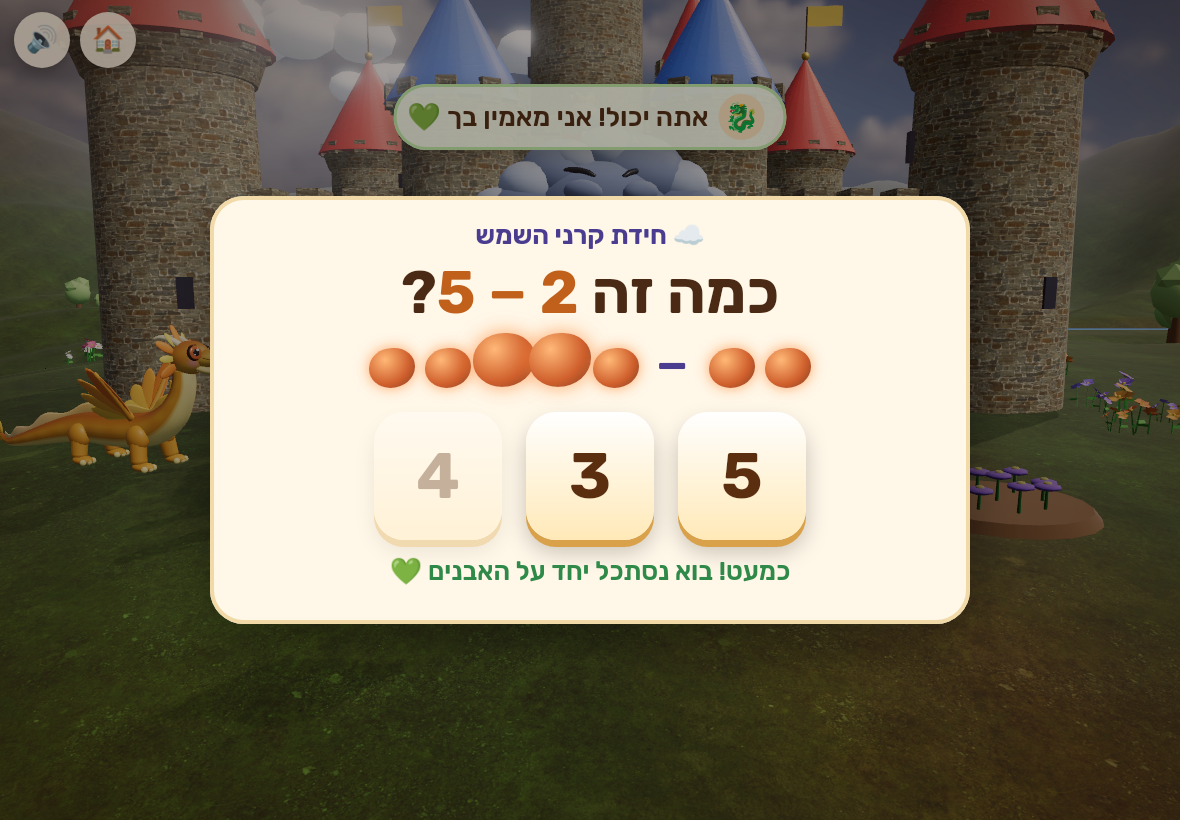 אתה יכול! אני מאמין בך 💚
☁️ חידת קרני השמש
כמה זה 5 – 2?
–
4 3 5
כמעט! בוא נסתכל יחד על האבנים 💚